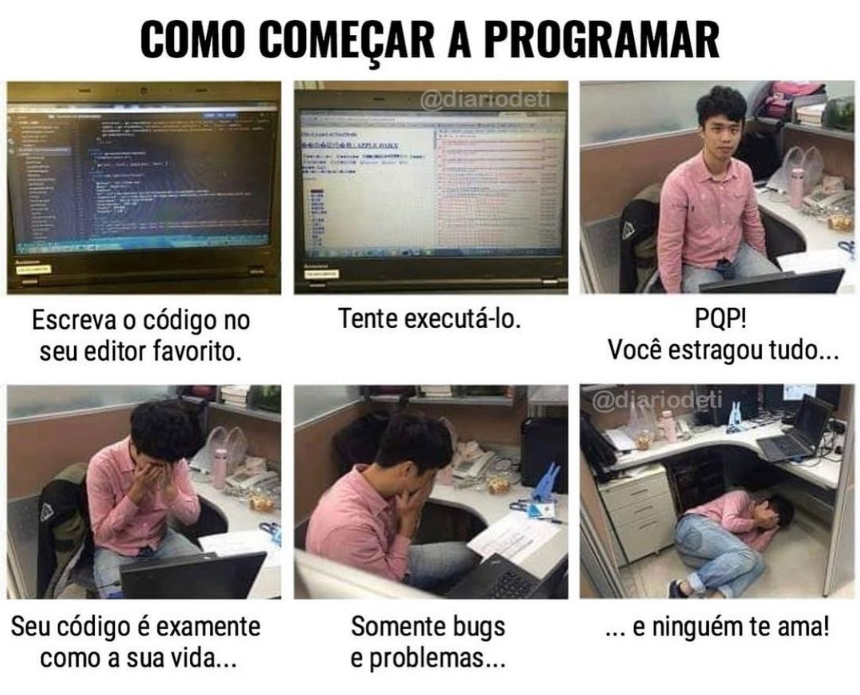 COMO COMEÇAR A PROGRAMAR
@diariodeti
Escreva o código no
seu editor favorito.
Tente executá-lo.
PQP!
Você estragou tudo...
@diariodeti
Seu código é examente
como a sua vida...
Somente bugs
e problemas...
... e ninguém te ama!